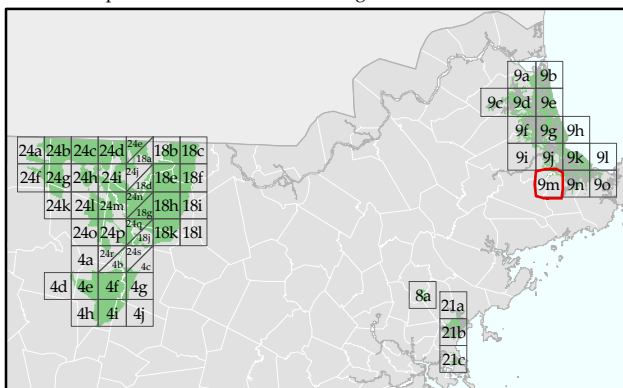 9a 9b
9c 9d 9e
9f 9g 9h
9i 9j 9k 9l
9m 9n 9o
24a 24b 24c 24d 24e 18a 18b 18c
24f 24g 24h 24i 24j 18d 18e 18f
24k 24l 24m 24n 18g 18h 18i
24o 24p 24q 18j 18k 18l
4a 24r 4b 24s 4c
4d 4e 4f 4g
4h 4i 4j
8a
21a
21b
21c